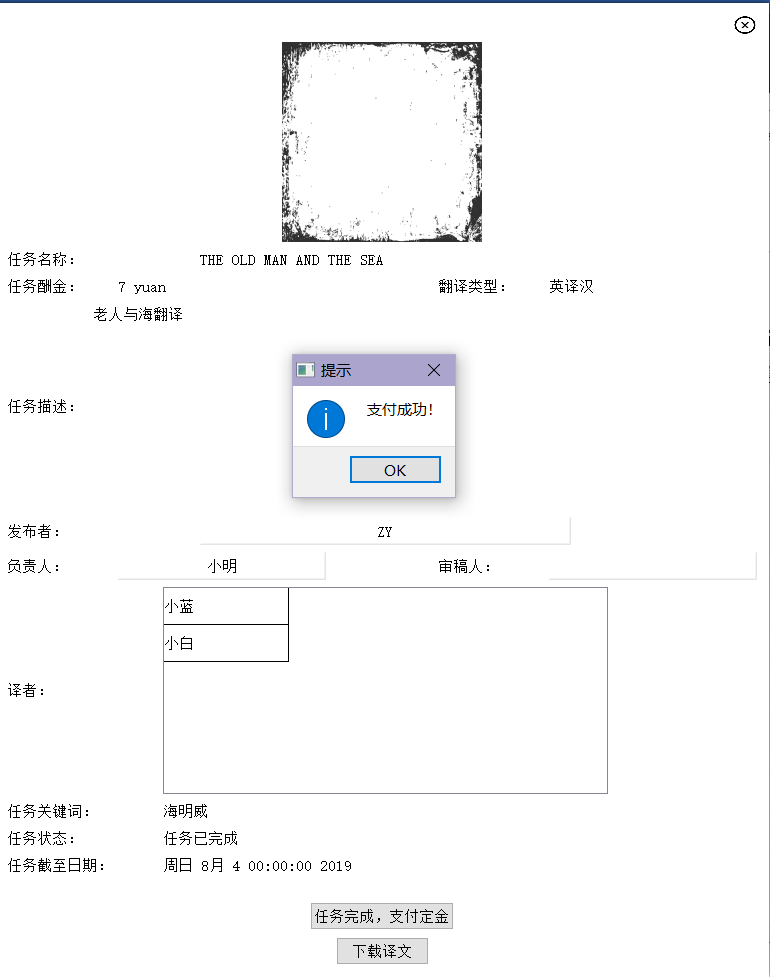 任务名称： THE OLD MAN AND THE SEA
任务酬金： 7 yuan 翻译类型： 英译汉
老人与海翻译
提示
任务描述：
支付成功！
OK
发布者： ZY
负责人： 小明 审稿人：
小蓝
小白
译者：
任务关键词： 海明威
任务状态： 任务已完成
任务截至日期： 周日 8月 4 00:00:00 2019
任务完成，支付定金
下载译文